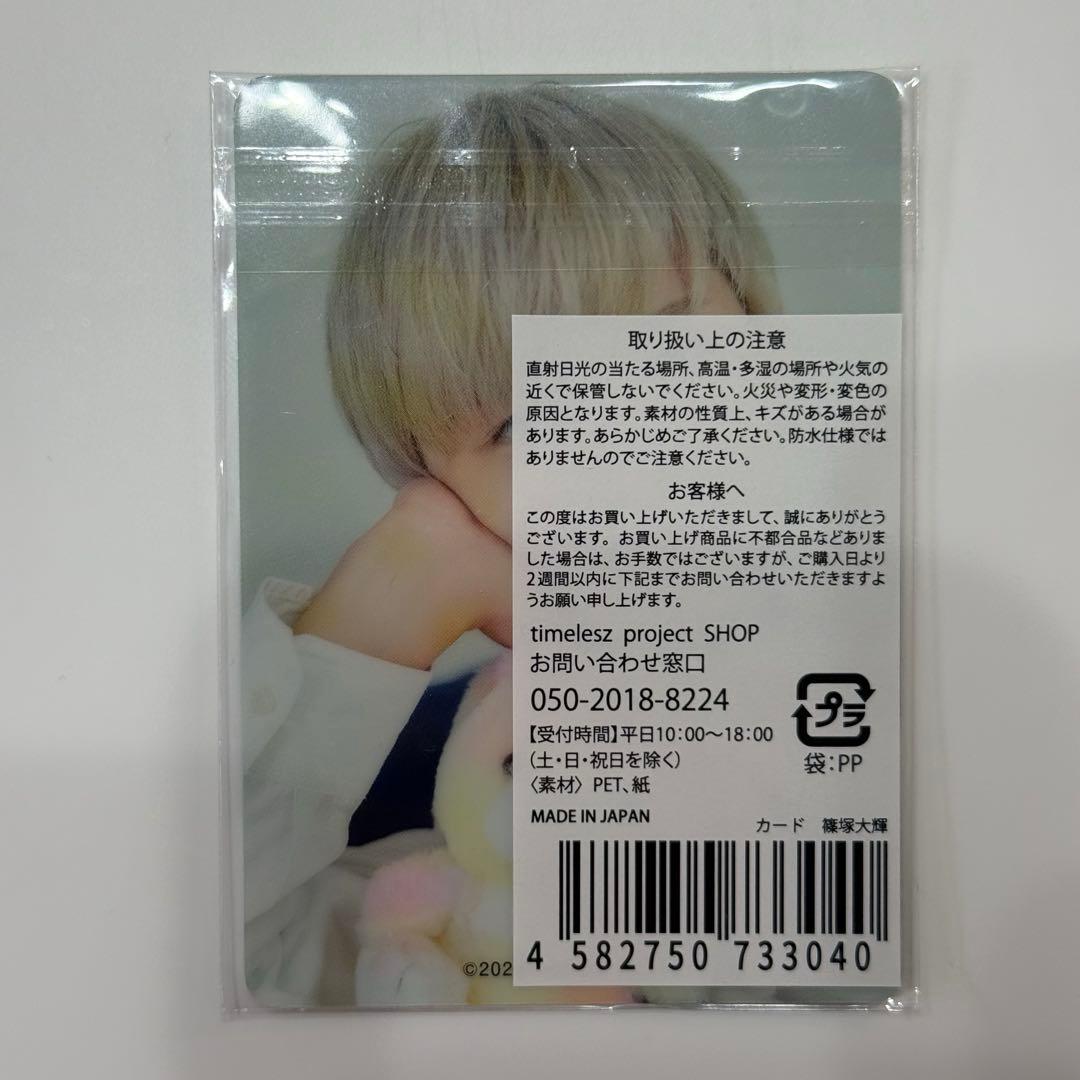 取り扱い上の注意
直射日光の当たる場所、高温・多湿の場所や火気の
近くで保管しないでください。火災や変形・変色の
原因となります。素材の性質上、キズがある場合が
あります。あらかじめご了承ください。防水仕様では
ありませんのでご注意ください。
お客様へ
この度はお買い上げいただきまして、誠にありがとう
ございます。お買い上げ商品に不都合品などありま
した場合は、お手数ではございますが、ご購入日より
2週間以内に下記までお問い合わせいただきますよ
うお願い申し上げます。
timelesz project SHOP
お問い合わせ窓口
050-2018-8224
【受付時間】平日10:00～18:00
(土・日・祝日を除く)
〈素材〉 PET、紙
プラ
袋:PP
MADE IN JAPAN
カード 篠塚大輝
4 582750 733040
©202